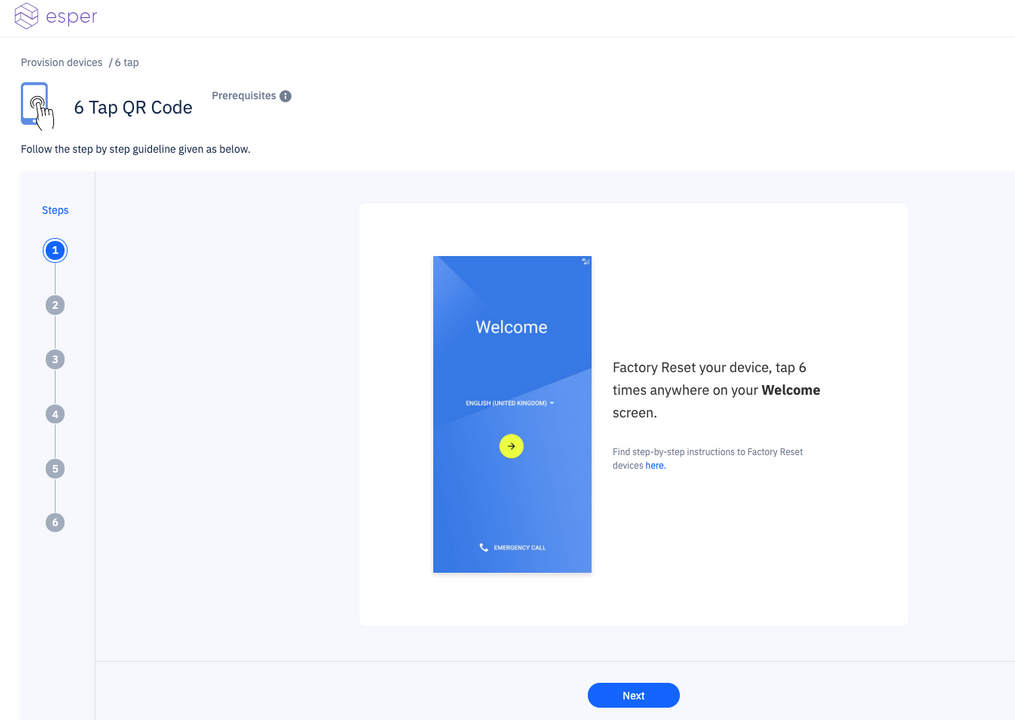 esper
Provision devices / 6 tap
6 Tap QR Code
Prerequisites i
Follow the step by step guideline given as below.
Steps
1
2
3
4
5
6
Welcome
ENGLISH (UNITED KINGDOM)
EMERGENCY CALL
Factory Reset your device, tap 6
times anywhere on your Welcome
screen.
Find step-by-step instructions to Factory Reset
devices here.
Next